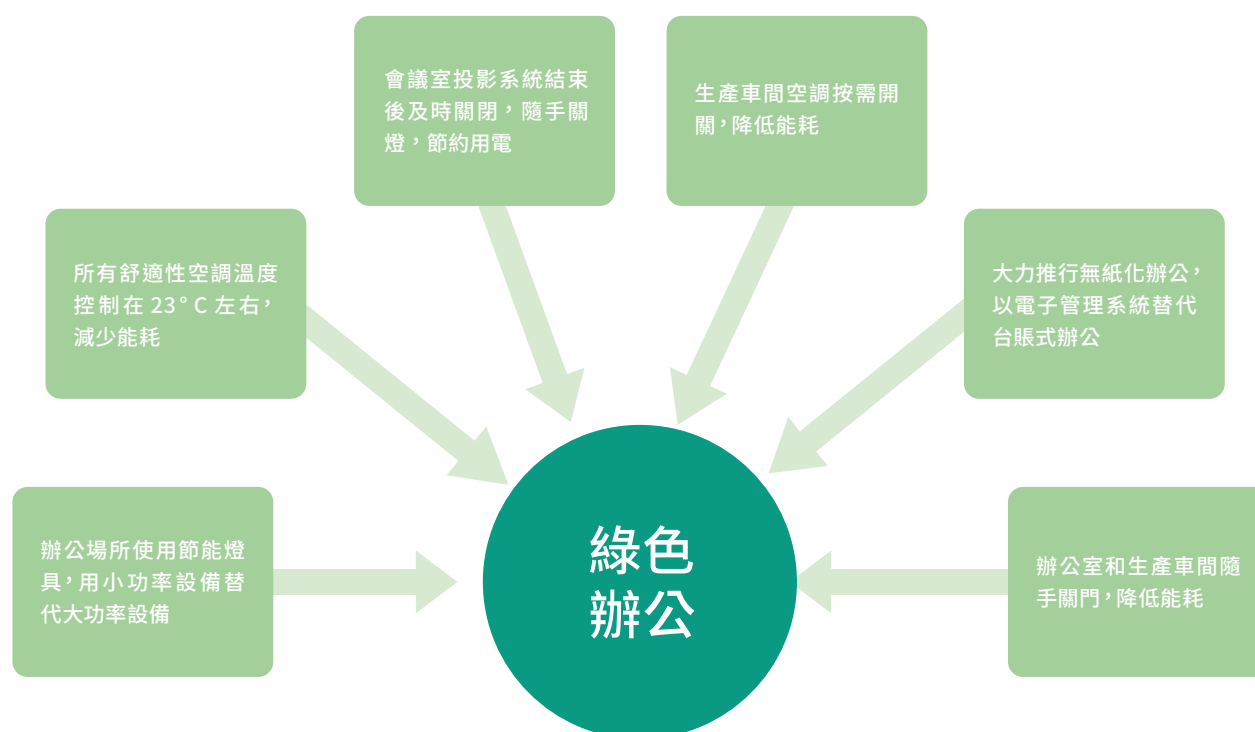 會議室投影系統結束
後及時關閉，隨手關
燈，節約用電
生產車間空調按需開
關，降低能耗
所有舒適性空調溫度
控制在 23° C 左右，
減少能耗
大力推行無紙化辦公，
以電子管理系統替代
台賬式辦公
辦公場所使用節能燈
具，用小功率設備替
代大功率設備
綠色
辦公
辦公室和生產車間隨
手關門，降低能耗